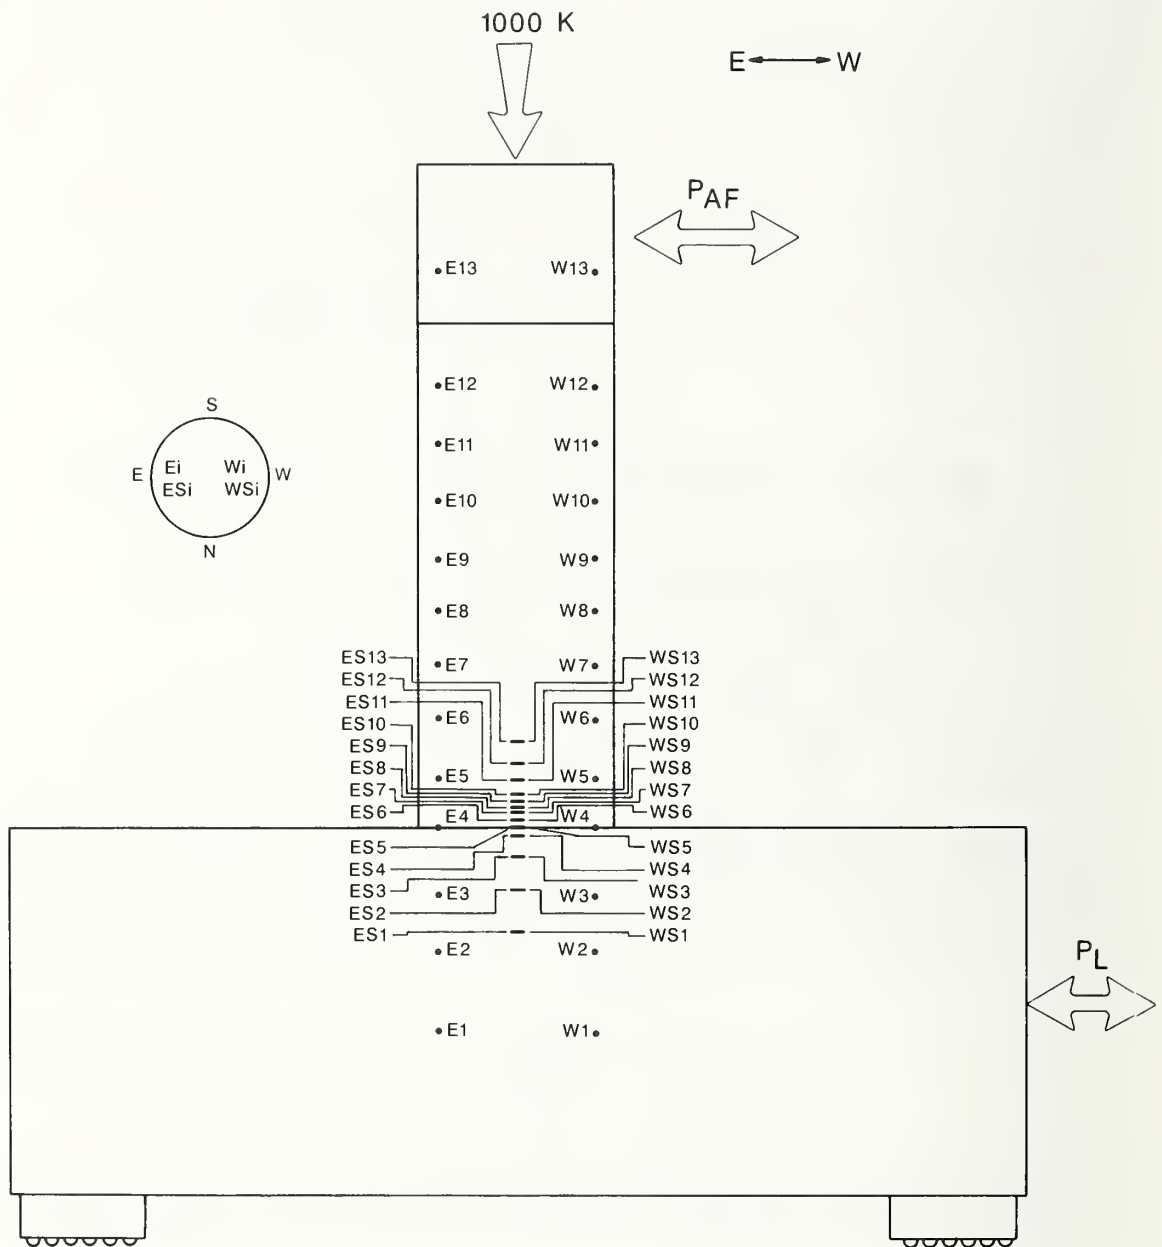 1000 K
E W
PAF
E13 W13
E12 W12
S
E11 W11
E Ei Wi W
ESi WSi
E10 W10
N
E9 W9
E8 W8
ES13 E7 W7 WS13
ES12 WS12
ES11 E6 W6 WS11
ES10 WS10
ES9 WS9
ES8 E5 W5 WS8
ES7 WS7
ES6 E4 W4 WS6
ES5 WS5
ES4 WS4
ES3 E3 W3 WS3
ES2 WS2
ES1 WS1
E2 W2
PL
E1 W1